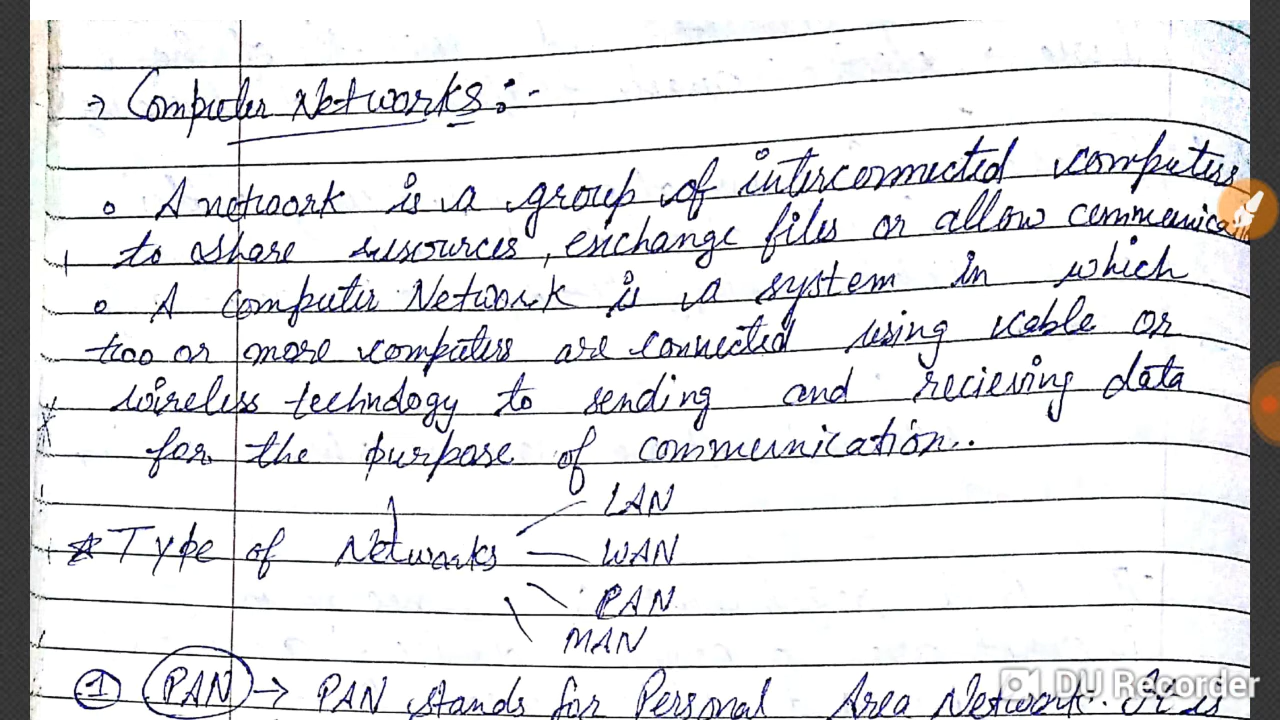 → Computer Networks :-
○ A network is a group of interconnected computers
to share resources, exchange files or allow communica
○ A Computer Network is a system in which
two or more computers are connected using cable or
wireless technology to sending and recieving data
for the purpose of communication..
LAN
☆ Type of Networks — WAN
PAN
MAN
① PAN → PAN stands for Personal Area Network. It is
DU Recorder